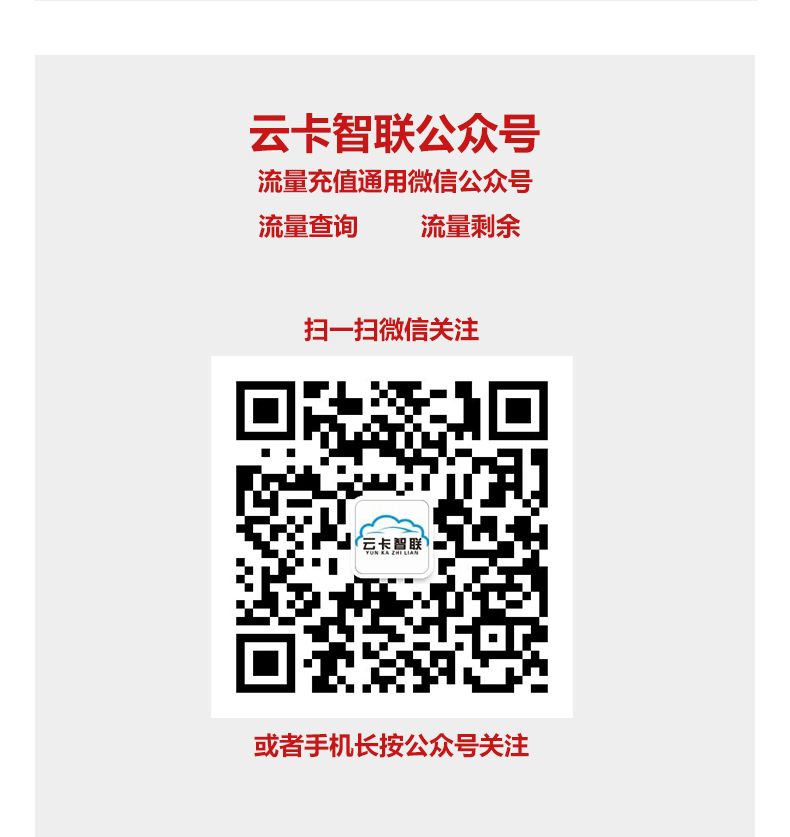 云卡智联公众号
流量充值通用微信公众号
流量查询 流量剩余
扫一扫微信关注
云卡智联
YUN KA ZHI LIAN
或者手机长按公众号关注